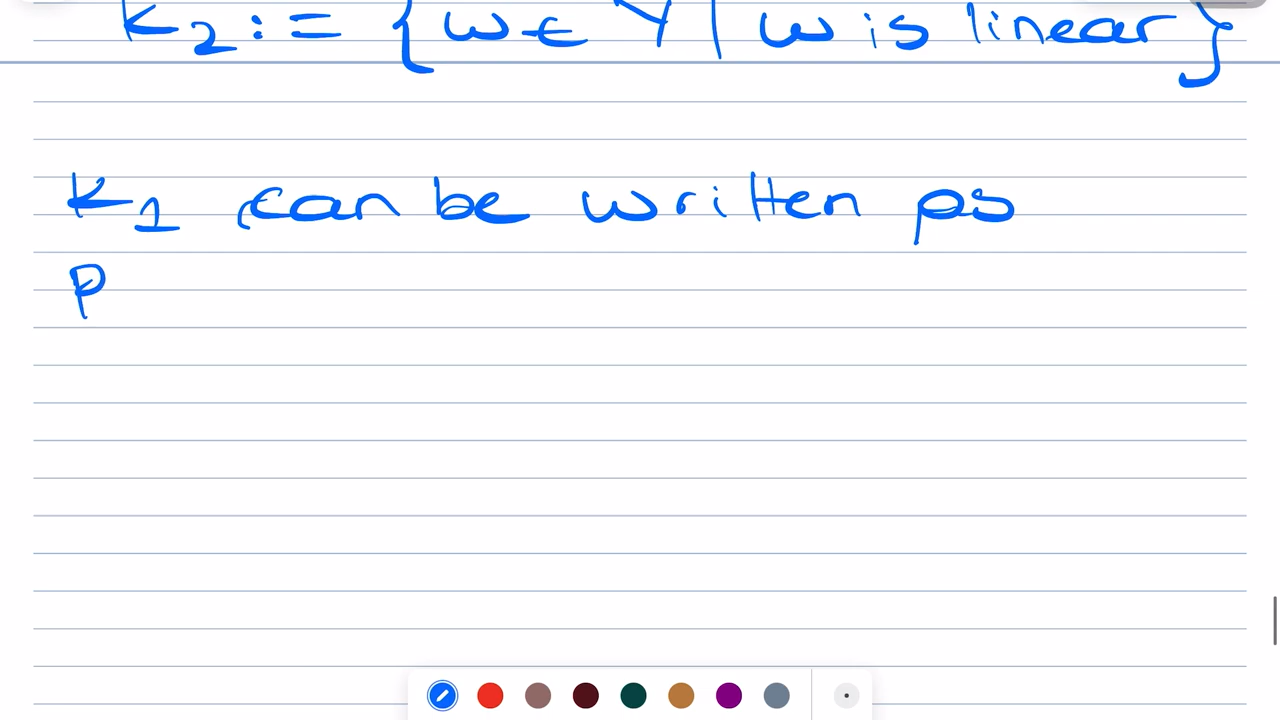 K₂ := { w ∈ Y | w is linear }
K₁ can be written as
p